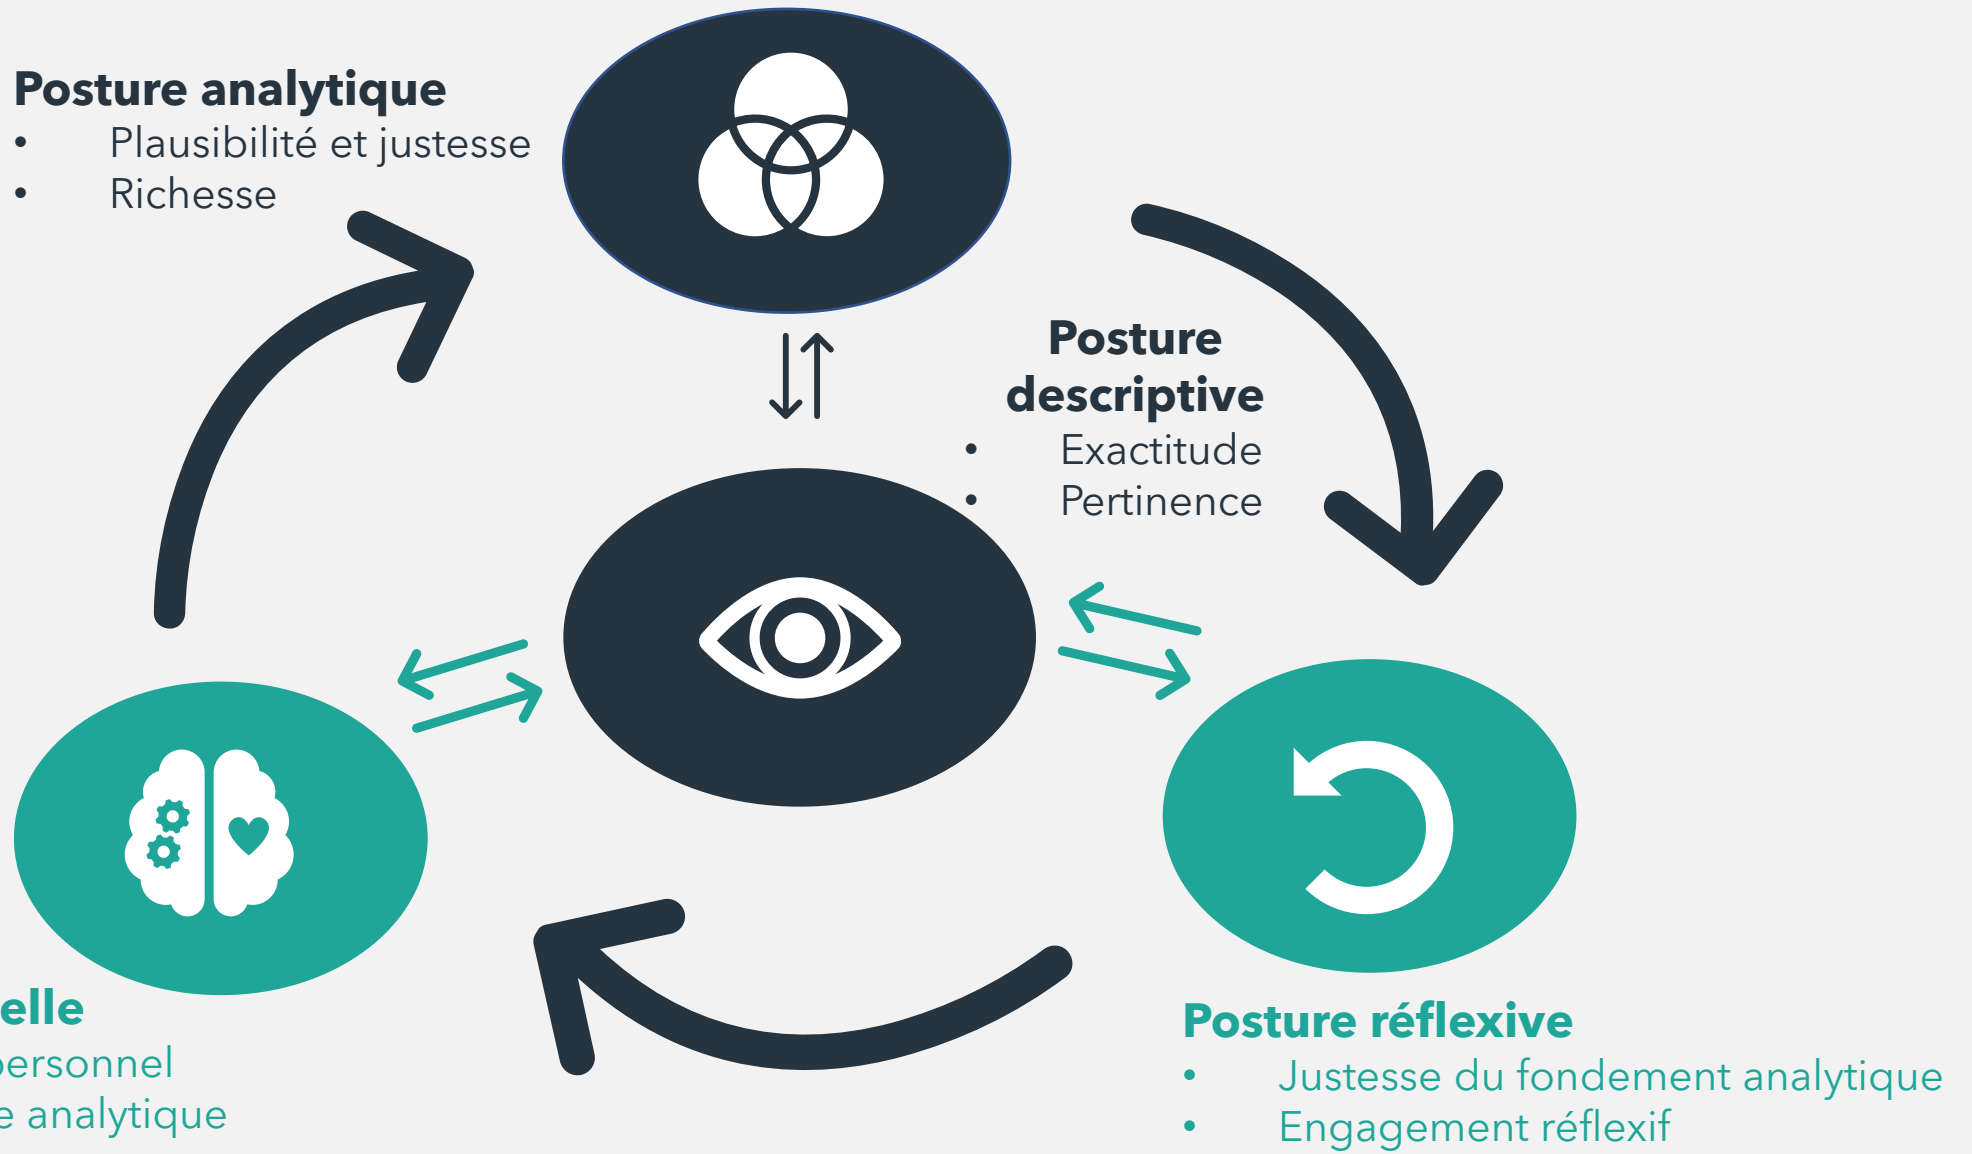 Posture analytique
• Plausibilité et justesse
• Richesse
Posture
descriptive
• Exactitude
• Pertinence
elle
personnel
e analytique
Posture réflexive
• Justesse du fondement analytique
• Engagement réflexif